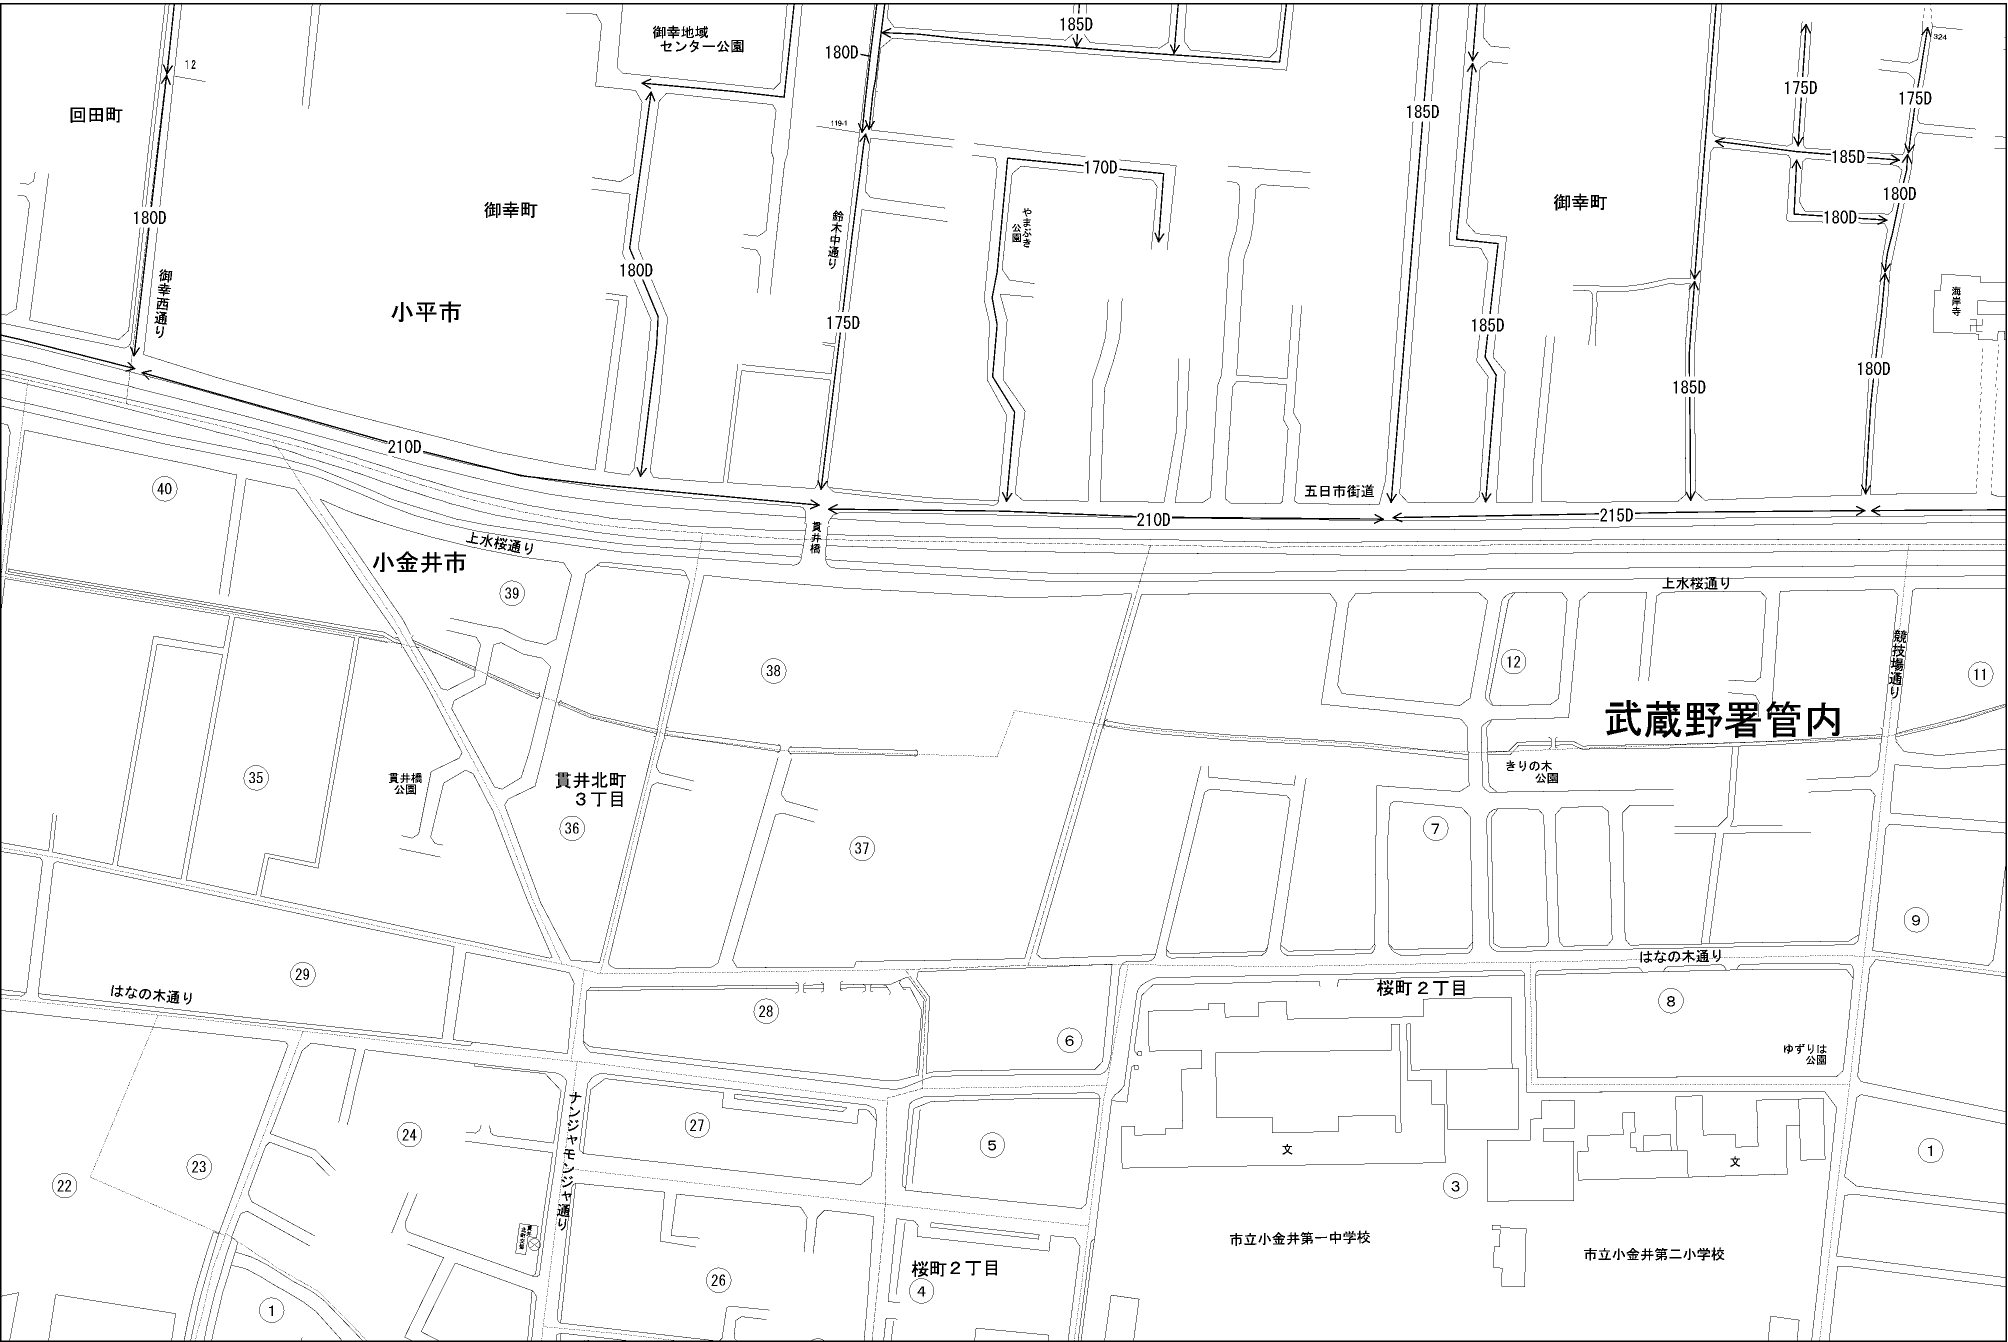 185D
御幸地域
センター公園
180D
324
12
175D
175D
185D
回田町
119-1
185D
170D
180D
御幸町
御幸町
180D
180D
やまぶき
公園
鈴木中通り
180D
御幸西通り
小平市
175D
185D
海岸寺
180D
185D
210D
40
五日市街道
210D
215D
貫井橋
上水桜通り
小金井市
39
上水桜通り
競技場通り
12
38
11
武蔵野署管内
きりの木
公園
35
貫井橋
公園
貫井北町
3丁目
36
7
37
9
はなの木通り
29
はなの木通り
桜町2丁目
28
8
6
ゆずりは
公園
ナンジャモンジャ通り
27
24
5
文
文
1
23
22
3
市立小金井第一中学校
市立小金井第二小学校
26
桜町2丁目
4
1